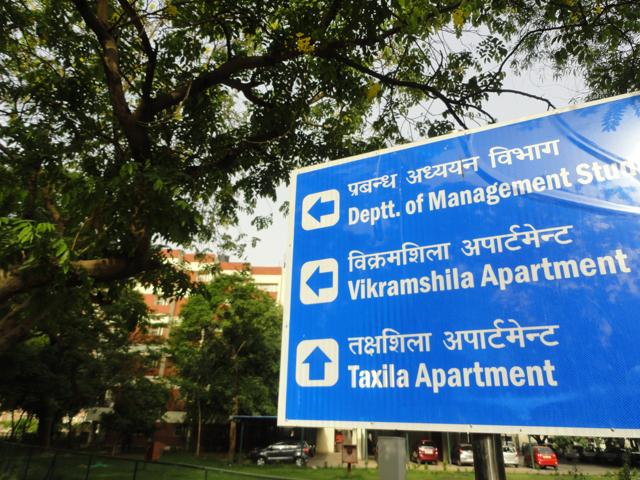 प्रबन्ध अध्ययन विभाग
Deptt. of Management
विक्रमशिला अपार्टमेन्ट
Vikramshila Apartment
तक्षशिला अपार्टमेन्ट
Taxila Apartment